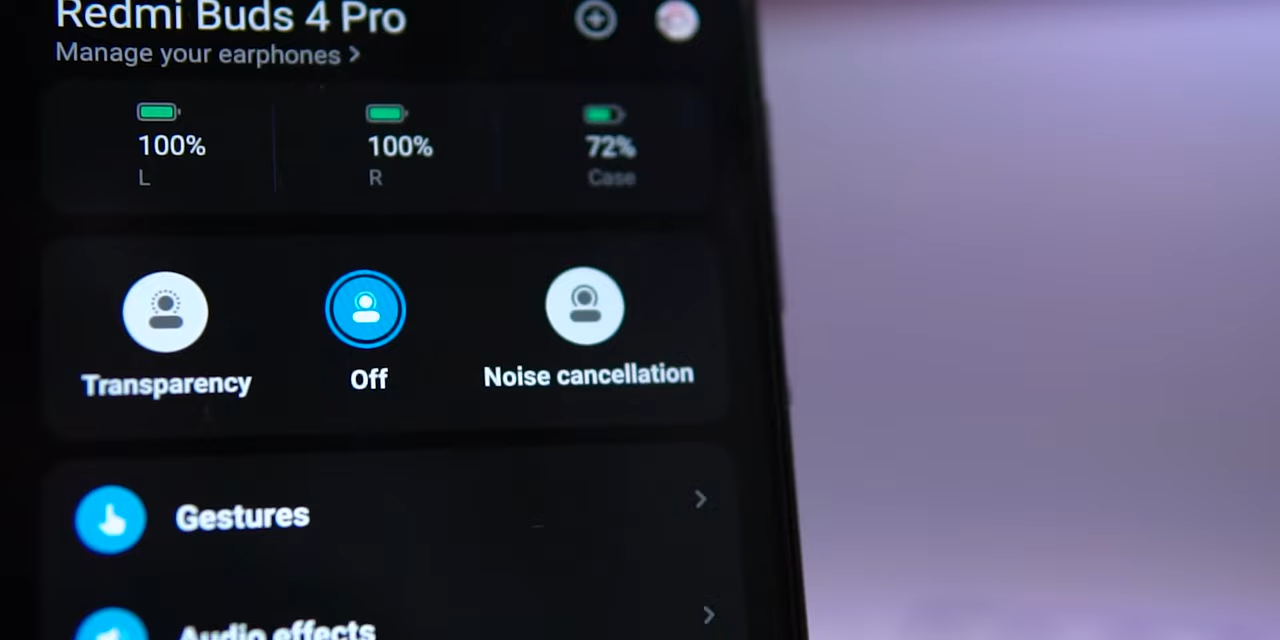 Redmi Buds 4 Pro
Manage your earphones >
100% 100% 72%
L R Case
Transparency Off Noise cancellation
Gestures
Audio effects